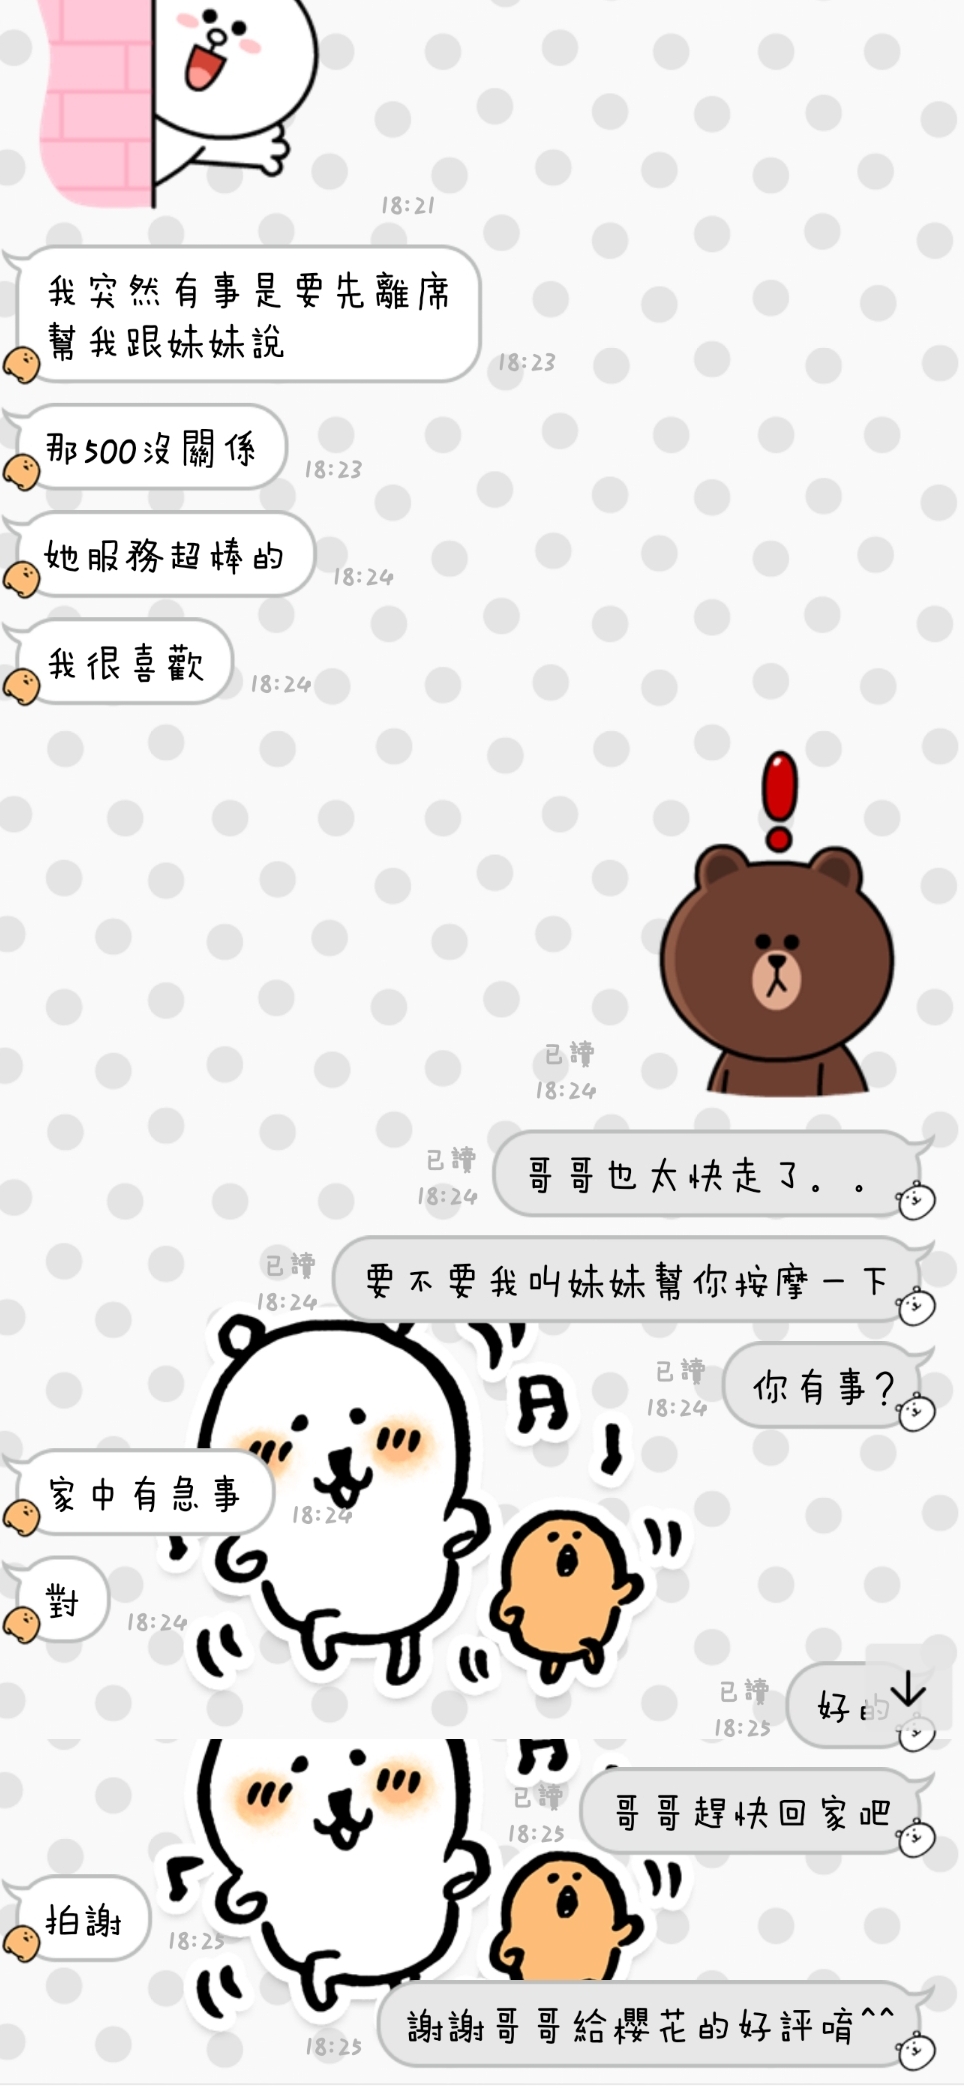 18:21
我突然有事是要先離席
幫我跟妹妹說
18:23
那500沒關係
18:23
她服務超棒的
18:24
我很喜歡
18:24
已讀
18:24
已讀
18:24
哥哥也太快走了。。
已讀
18:24
要不要我叫妹妹幫你按摩一下
已讀
18:24
你有事?
家中有急事
18:24
對
18:24
已讀
18:25
好的
已讀
18:25
哥哥趕快回家吧
拍謝
18:25
18:25
謝謝哥哥給櫻花的好評唷^^